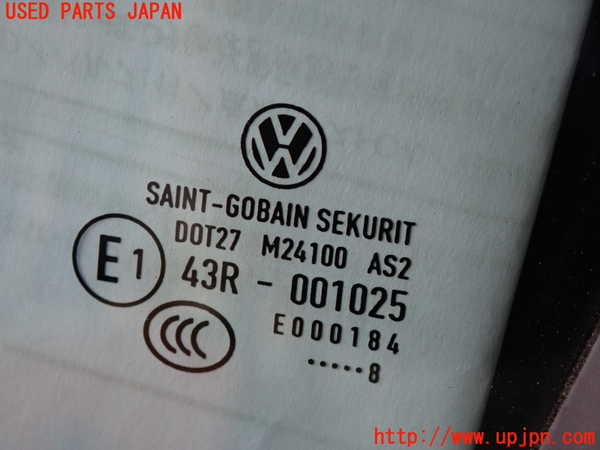 USED PARTS JAPAN
VW
SAINT-GOBAIN SEKURIT
DOT27 M24100 AS2
E1 43R - 001025
CCC
E000184
.....8
http://www.upjpn.com/